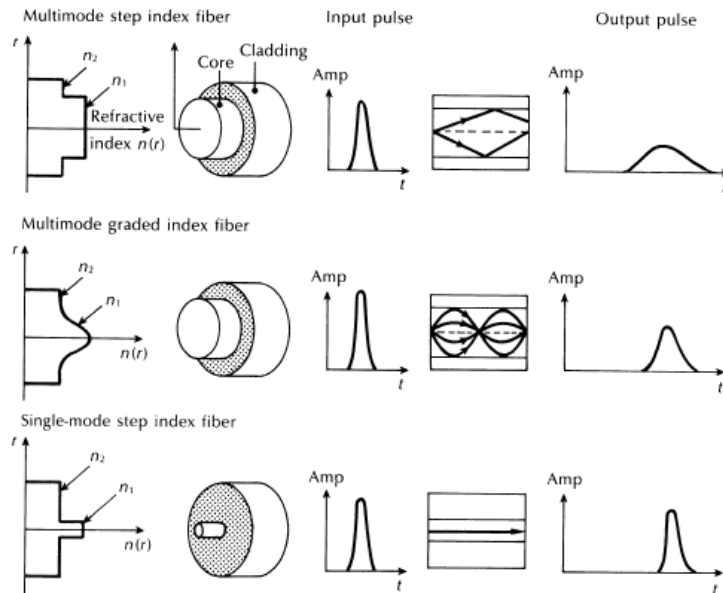 Multimode step index fiber
Input pulse
Output pulse
r
n₂
n₁
Refractive
index n(r)
Core
Cladding
Amp
t
Amp
t
Multimode graded index fiber
r
n₂
n₁
n(r)
Amp
t
Amp
t
Single-mode step index fiber
r
n₂
n₁
n(r)
Amp
t
Amp
t